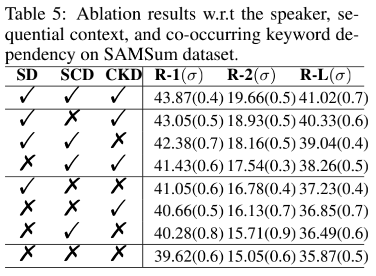 Table 5: Ablation results w.r.t the speaker, se-
quential context, and co-occurring keyword de-
pendency on SAMSum dataset.
SD SCD CKD R-1(σ) R-2(σ) R-L(σ)
✓ ✓ ✓ 43.87(0.4) 19.66(0.5) 41.02(0.7)
✓ ✗ ✓ 43.05(0.5) 18.93(0.5) 40.33(0.6)
✓ ✓ ✗ 42.38(0.7) 18.16(0.5) 39.04(0.4)
✗ ✓ ✓ 41.43(0.6) 17.54(0.3) 38.26(0.5)
✓ ✗ ✗ 41.05(0.6) 16.78(0.4) 37.23(0.4)
✗ ✗ ✓ 40.66(0.5) 16.13(0.7) 36.85(0.7)
✗ ✓ ✗ 40.28(0.8) 15.71(0.9) 36.49(0.6)
✗ ✗ ✗ 39.62(0.6) 15.05(0.6) 35.87(0.5)